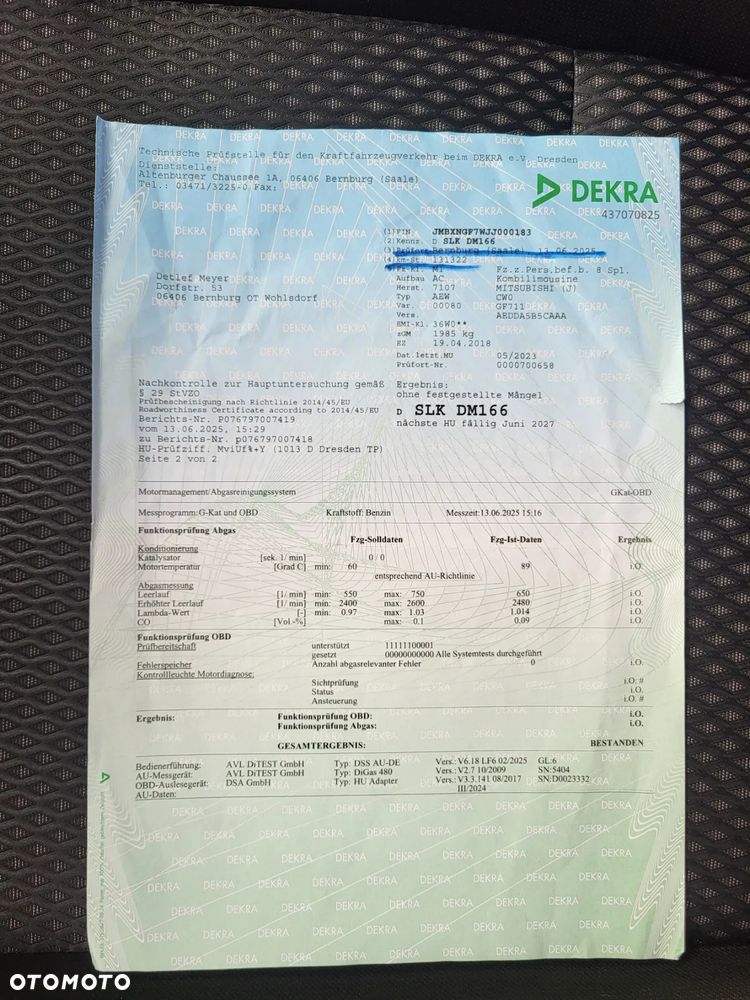 Technische Prüfstelle für den Kraftfahrzeugverkehr beim DEKRA e.V. Dresden
Dienststelle:
Altenburger Chaussee 1A, 06406 Bernburg (Saale)
Tel.: 03471/3225-0 Fax:
DEKRA
437070825
(1) FIN JMBXNGF7WJJ000183
(2) Kennz D SLK DM166
(3) Prüfort Bernburg (Saale), 13.06.2025
(4) km-St. 131322
Fz-Kl. M1 Fz.z.Pers.bef.b. 8 Spl.
Aufbau AC Kombilimousine
Herst. 7107 MITSUBISHI (J)
Typ AEW CW0
Var. 00080 GF711
Vers. ABDDA5B5CAAA
EMI-Kl. 36W0**
zGM 1985 kg
EZ 19.04.2018
Dat.letzt.HU 05/2023
Prüfort-Nr. 0000700658
Detlef Meyer
Dorfstr. 53
06406 Bernburg OT Wohlsdorf
Nachkontrolle zur Hauptuntersuchung gemäß
§ 29 StVZO
Prüfbescheinigung nach Richtlinie 2014/45/EU
Roadworthiness Certificate according to 2014/45/EU
Berichts-Nr. P076797007419
vom 13.06.2025, 15:29
zu Berichts-Nr. p076797007418
HU-Prüfziff. MviUf%+Y (1013 D Dresden TP)
Seite 2 von 2
Ergebnis:
ohne festgestellte Mängel
D SLK DM166
nächste HU fällig Juni 2027
Motormanagement/Abgasreinigungssystem GKat-OBD
Messprogramm: G-Kat und OBD Kraftstoff: Benzin Messzeit:13.06.2025 15:16
Funktionsprüfung Abgas Fzg-Solldaten Fzg-Ist-Daten Ergebnis
Konditionierung
Katalysator [sek. 1/ min] 0 / 0
Motortemperatur [Grad C] min: 60 89 i.O.
entsprechend AU-Richtlinie
Abgasmessung
Leerlauf [1/ min] min: 550 max: 750 650 i.O.
Erhöhter Leerlauf [1/ min] min: 2400 max: 2600 2480 i.O.
Lambda-Wert [-] min: 0.97 max: 1.03 1.014 i.O.
CO [Vol.-%] max: 0.1 0.09 i.O.
Funktionsprüfung OBD
Prüfbereitschaft unterstützt 11111100001
gesetzt 00000000000 Alle Systemtests durchgeführt
Fehlerspeicher Anzahl abgasrelevanter Fehler 0 i.O.
Kontrollleuchte Motordiagnose:
Sichtprüfung i.O. #
Status i.O.
Ansteuerung i.O. #
Ergebnis: Funktionsprüfung OBD: i.O.
Funktionsprüfung Abgas: i.O.
GESAMTERGEBNIS: BESTANDEN
Bedienerführung: AVL DiTEST GmbH Typ: DSS AU-DE Vers.: V6.18 LF6 02/2025 GL:6
AU-Messgerät: AVL DiTEST GmbH Typ: DiGas 480 Vers.: V2.7 10/2009 SN:5404
OBD-Auslesegerät: DSA GmbH Typ: HU Adapter Vers.: V3.3.141 08/2017 SN:D0023332
AU-Daten: III/2024
OTOMOTO